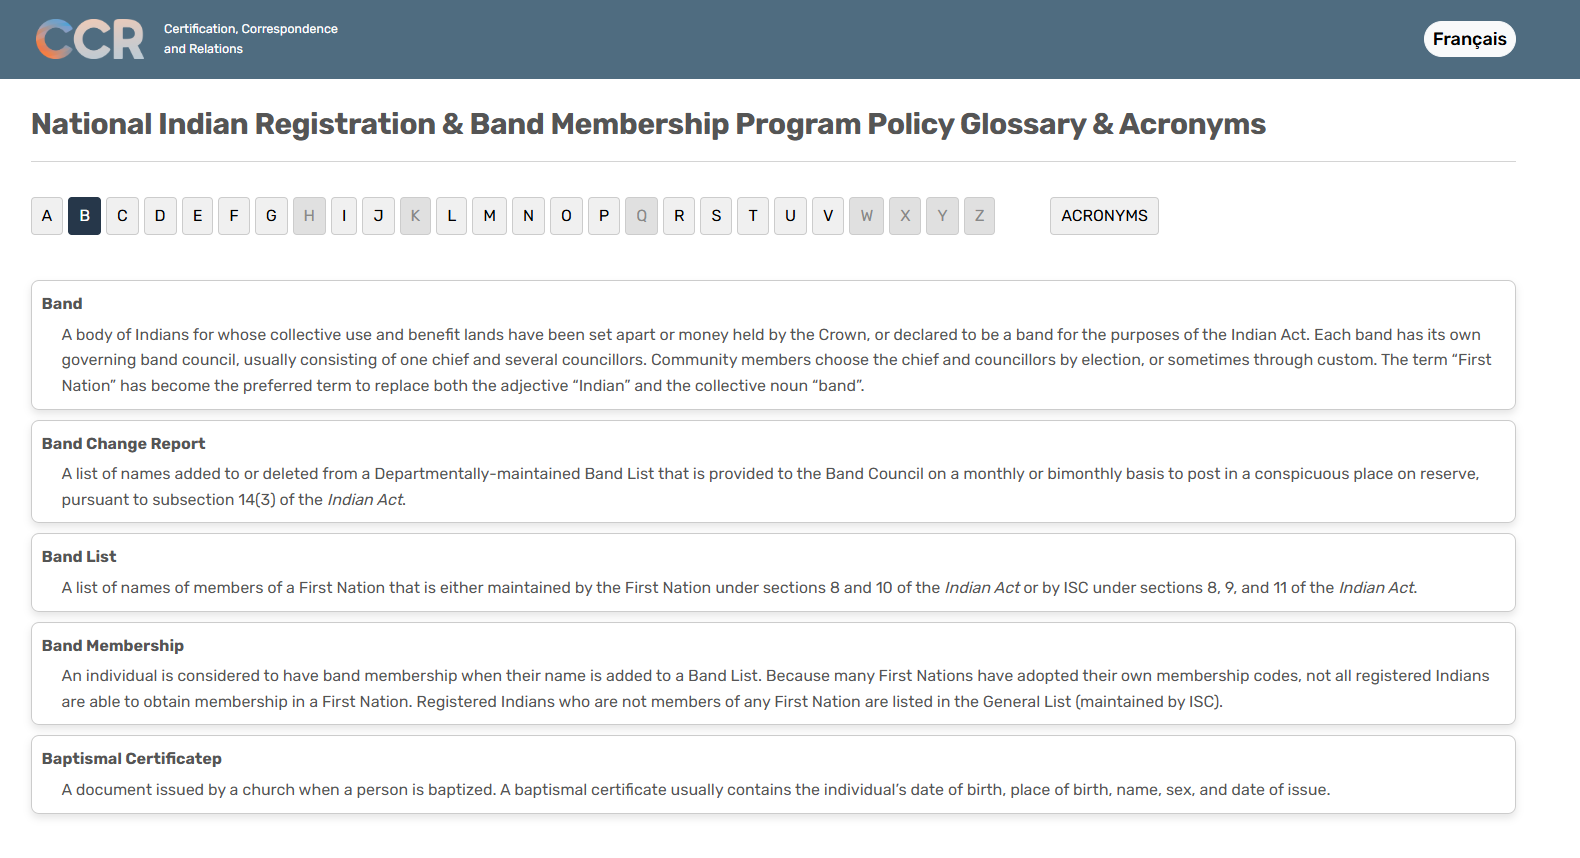 CCR
Certification, Correspondence
and Relations
Français
National Indian Registration & Band Membership Program Policy Glossary & Acronyms
A B C D E F G H I J K L M N O P Q R S T U V W X Y Z ACRONYMS
Band
A body of Indians for whose collective use and benefit lands have been set apart or money held by the Crown, or declared to be a band for the purposes of the Indian Act. Each band has its own
governing band council, usually consisting of one chief and several councillors. Community members choose the chief and councillors by election, or sometimes through custom. The term “First
Nation” has become the preferred term to replace both the adjective “Indian” and the collective noun “band”.
Band Change Report
A list of names added to or deleted from a Departmentally-maintained Band List that is provided to the Band Council on a monthly or bimonthly basis to post in a conspicuous place on reserve,
pursuant to subsection 14(3) of the Indian Act.
Band List
A list of names of members of a First Nation that is either maintained by the First Nation under sections 8 and 10 of the Indian Act or by ISC under sections 8, 9, and 11 of the Indian Act.
Band Membership
An individual is considered to have band membership when their name is added to a Band List. Because many First Nations have adopted their own membership codes, not all registered Indians
are able to obtain membership in a First Nation. Registered Indians who are not members of any First Nation are listed in the General List (maintained by ISC).
Baptismal Certificatep
A document issued by a church when a person is baptized. A baptismal certificate usually contains the individual’s date of birth, place of birth, name, sex, and date of issue.